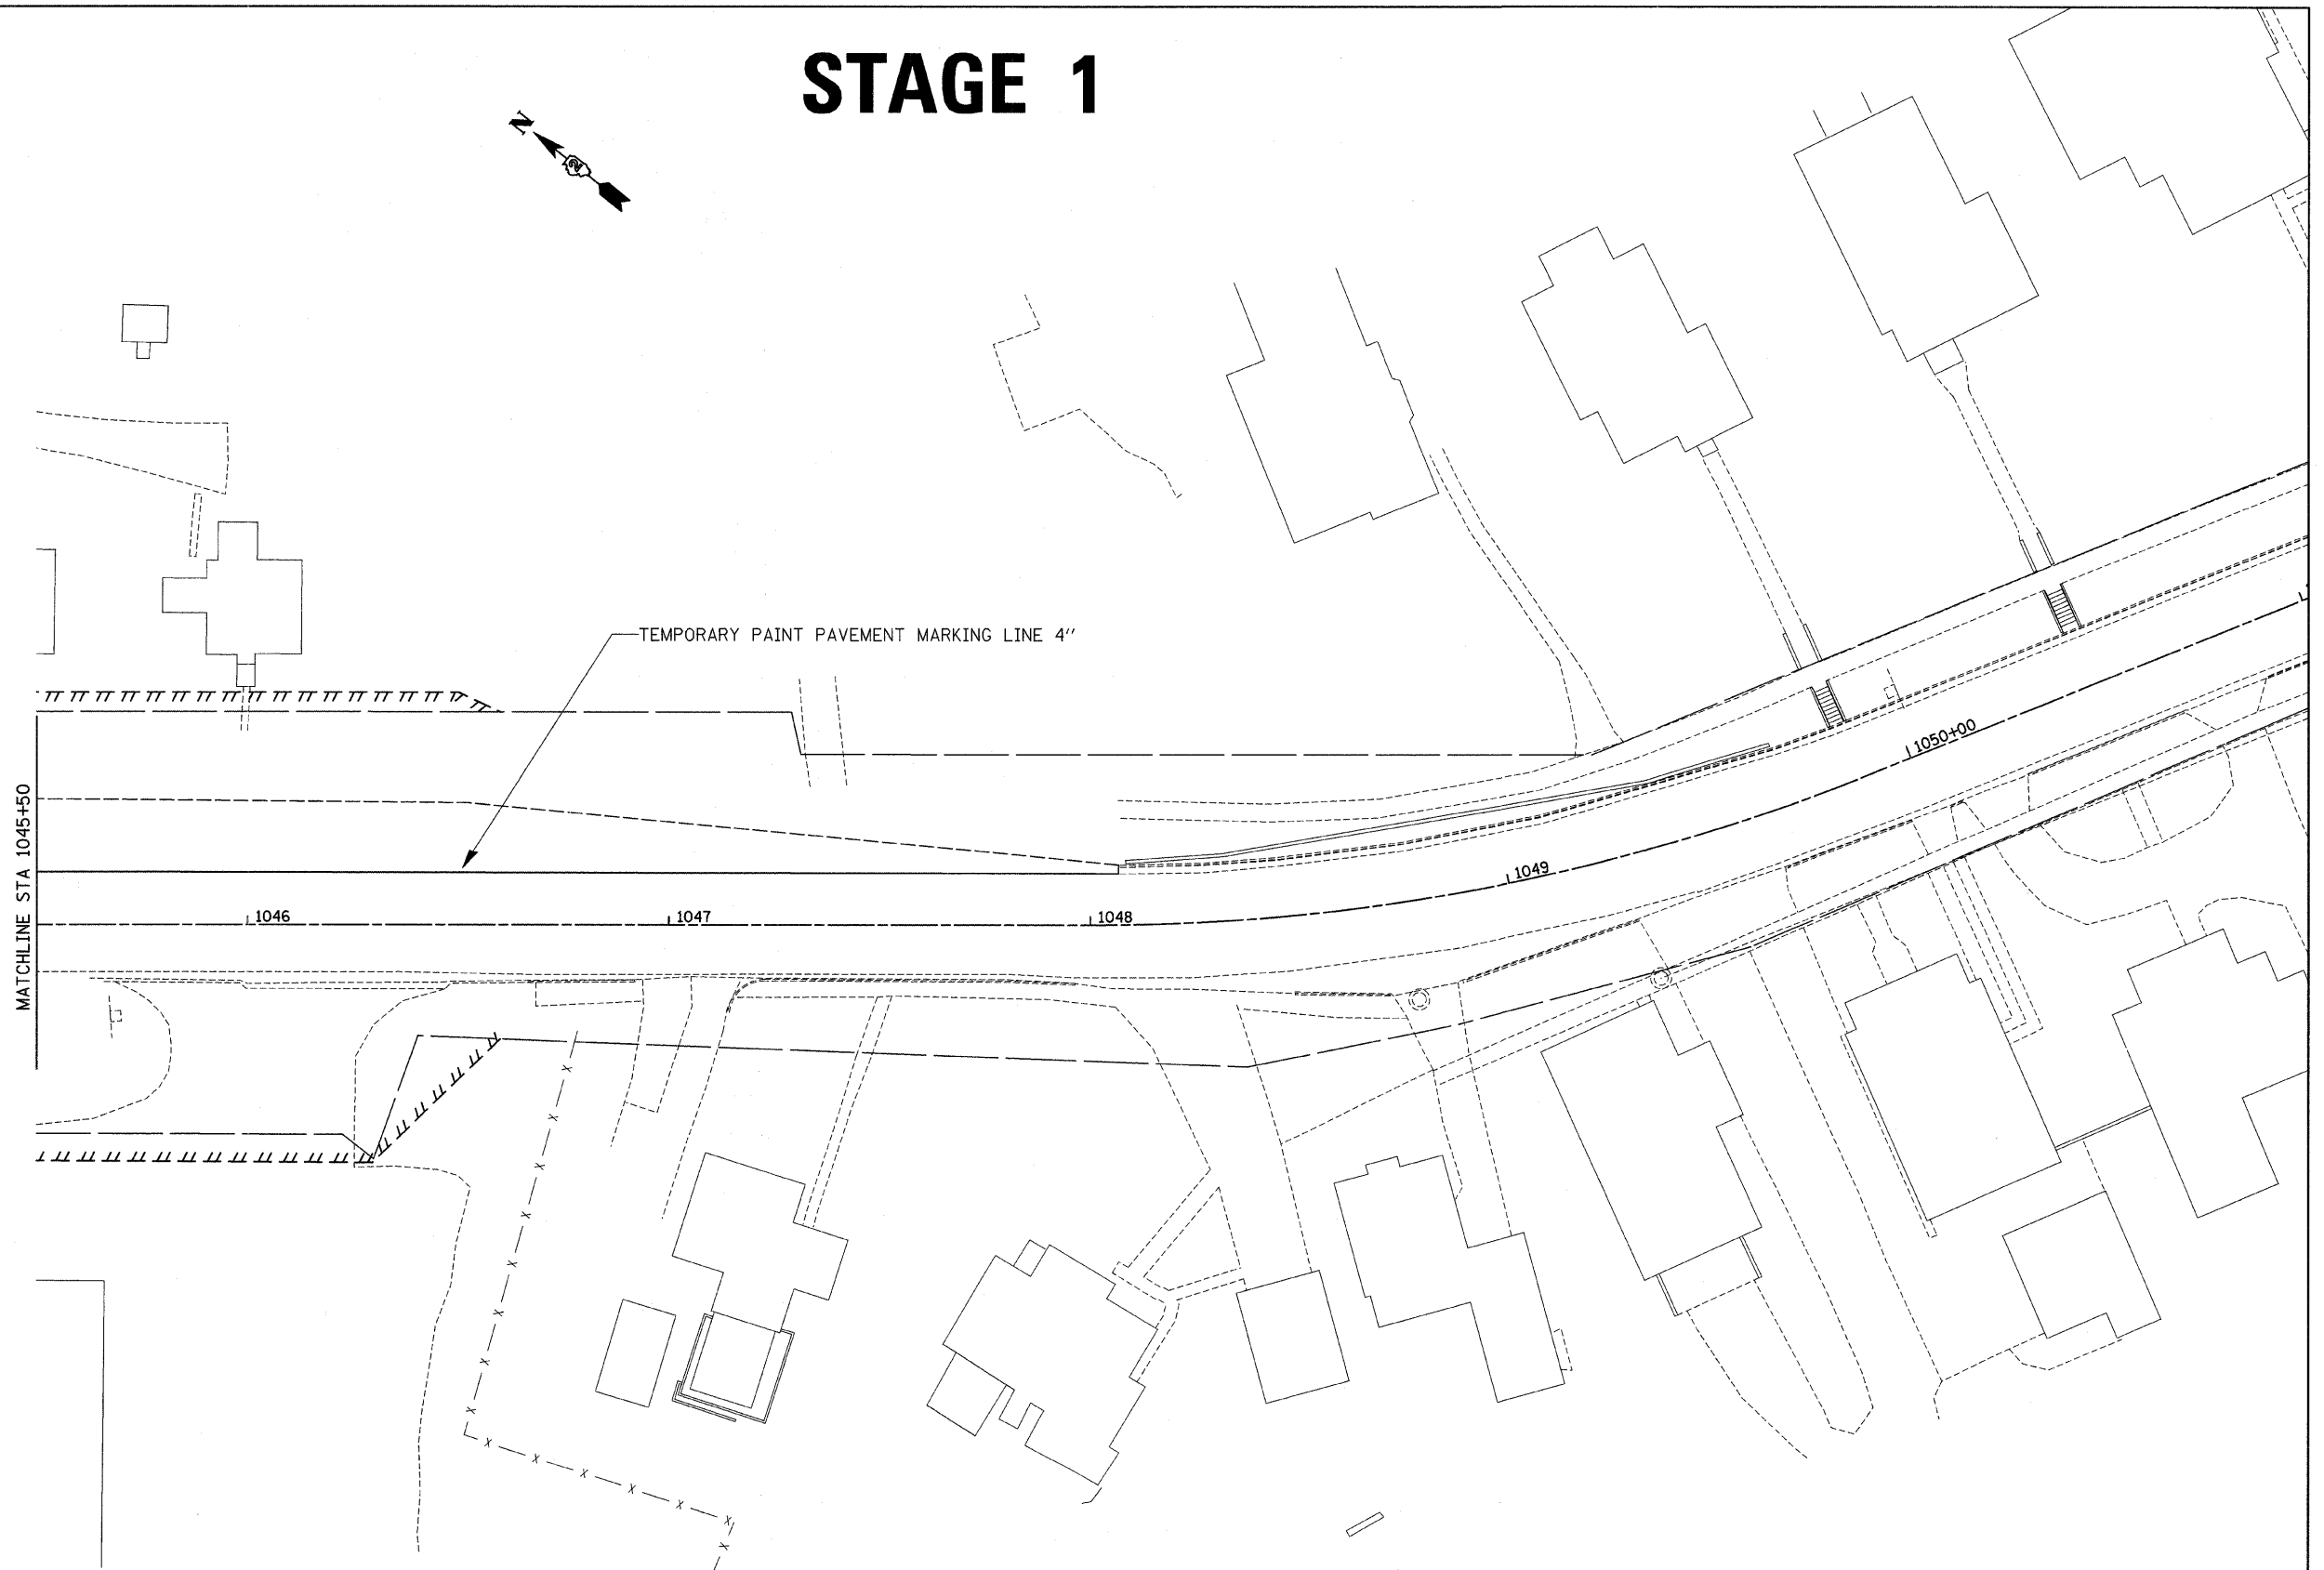 STAGE 1
N
TEMPORARY PAINT PAVEMENT MARKING LINE 4"
MATCHLINE STA 1045+50
1046
1047
1048
1049
1050+00